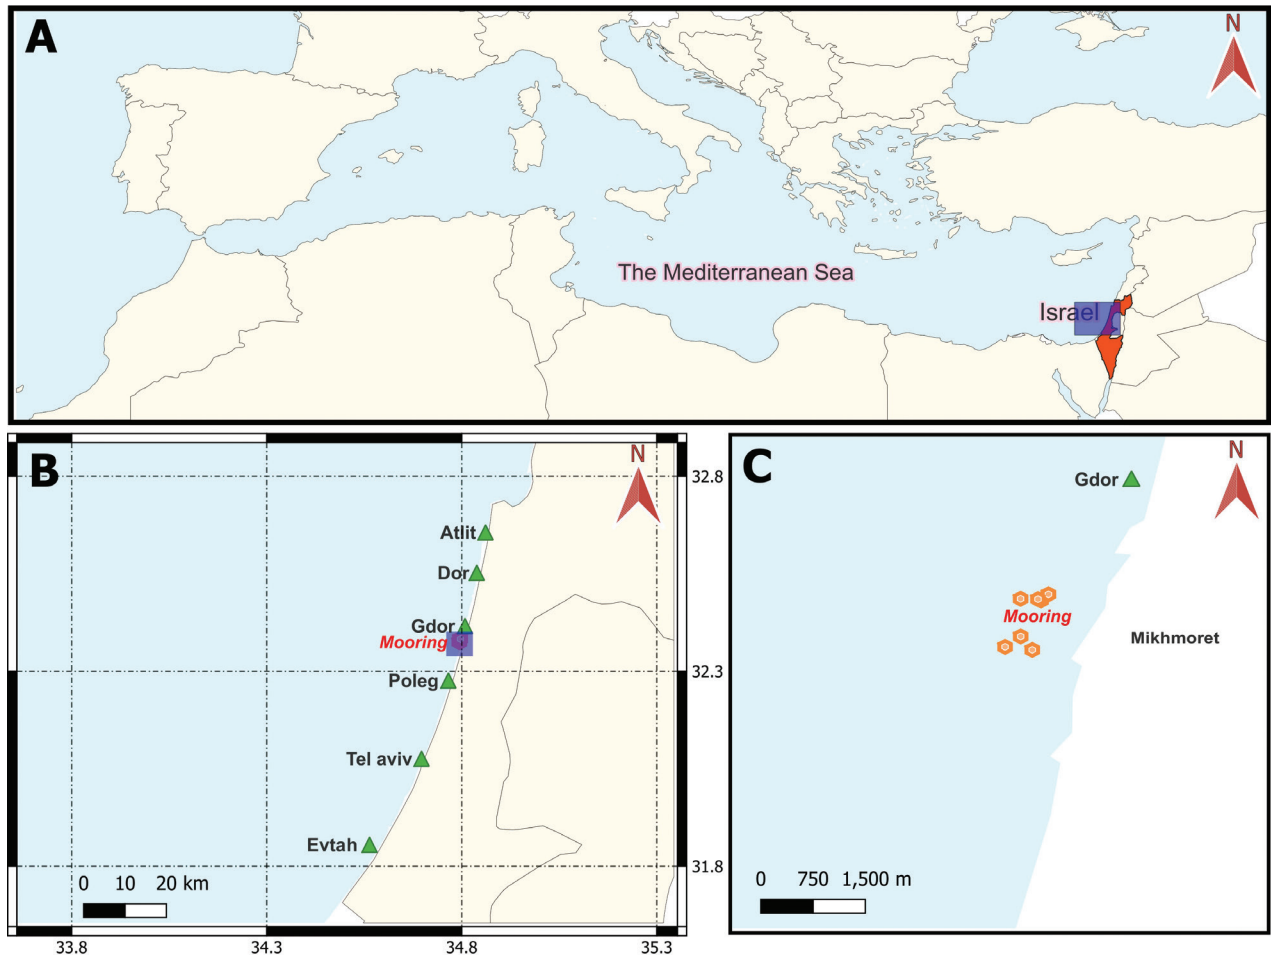 A
N
The Mediterranean Sea
Israel
B
N
32.8
Atlit
Dor
Gdor
Mooring
32.3
Poleg
Tel aviv
Evtah
31.8
0 10 20 km
33.8 34.3 34.8 35.3
C
N
Gdor
Mooring
Mikhmoret
0 750 1,500 m